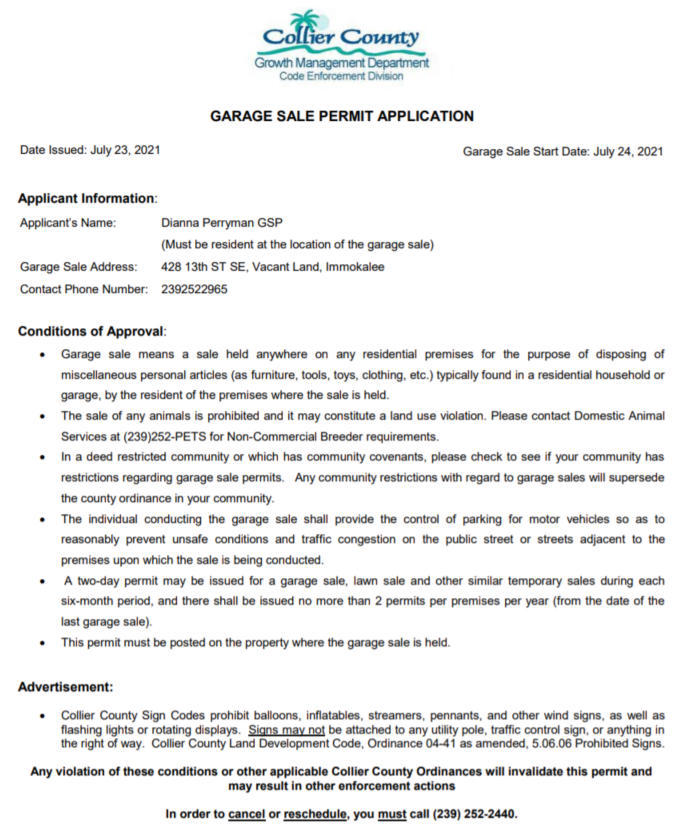 Collier County
Growth Management Department
Code Enforcement Division
GARAGE SALE PERMIT APPLICATION
Date Issued: July 23, 2021
Garage Sale Start Date: July 24, 2021
Applicant Information:
Applicant's Name: Dianna Perryman GSP
(Must be resident at the location of the garage sale)
Garage Sale Address: 428 13th ST SE, Vacant Land, Immokalee
Contact Phone Number: 2392522965
Conditions of Approval:
• Garage sale means a sale held anywhere on any residential premises for the purpose of disposing of
miscellaneous personal articles (as furniture, tools, toys, clothing, etc.) typically found in a residential household or
garage, by the resident of the premises where the sale is held.
• The sale of any animals is prohibited and it may constitute a land use violation. Please contact Domestic Animal
Services at (239)252-PETS for Non-Commercial Breeder requirements.
• In a deed restricted community or which has community covenants, please check to see if your community has
restrictions regarding garage sale permits. Any community restrictions with regard to garage sales will supersede
the county ordinance in your community.
• The individual conducting the garage sale shall provide the control of parking for motor vehicles so as to
reasonably prevent unsafe conditions and traffic congestion on the public street or streets adjacent to the
premises upon which the sale is being conducted.
• A two-day permit may be issued for a garage sale, lawn sale and other similar temporary sales during each
six-month period, and there shall be issued no more than 2 permits per premises per year (from the date of the
last garage sale).
• This permit must be posted on the property where the garage sale is held.
Advertisement:
• Collier County Sign Codes prohibit balloons, inflatables, streamers, pennants, and other wind signs, as well as
flashing lights or rotating displays. Signs may not be attached to any utility pole, traffic control sign, or anything in
the right of way. Collier County Land Development Code, Ordinance 04-41 as amended, 5.06.06 Prohibited Signs.
Any violation of these conditions or other applicable Collier County Ordinances will invalidate this permit and
may result in other enforcement actions
In order to cancel or reschedule, you must call (239) 252-2440.